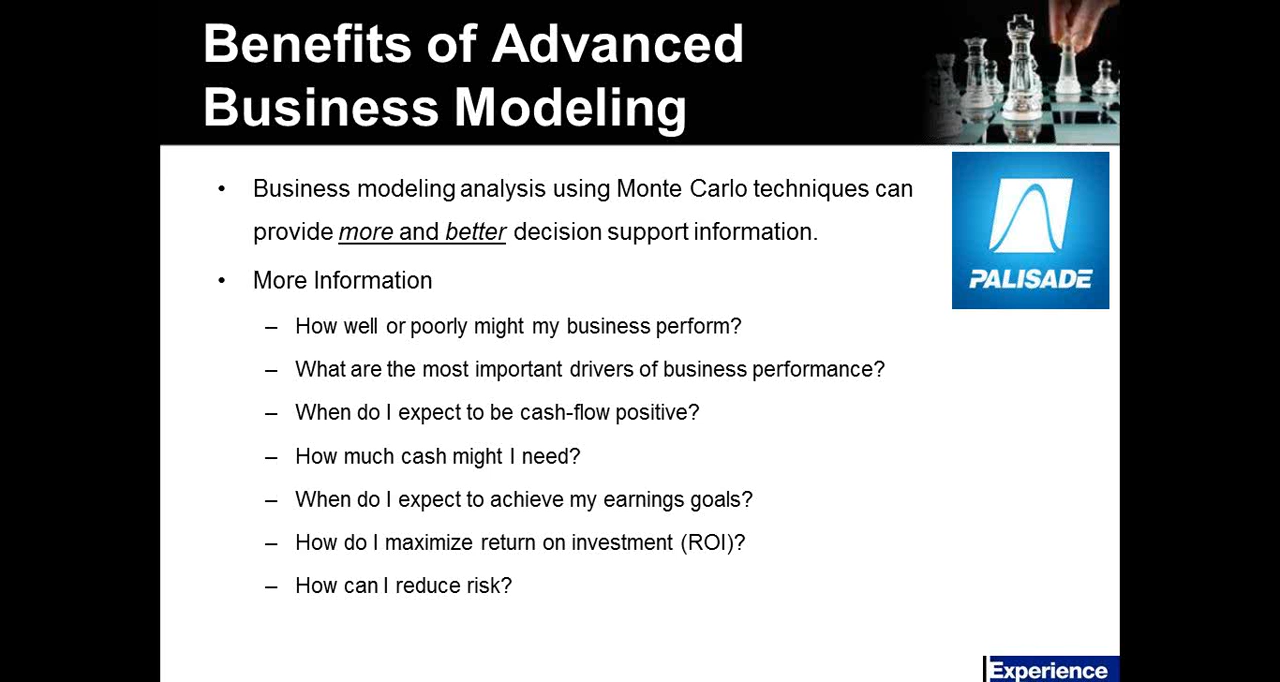 Benefits of Advanced
Business Modeling
• Business modeling analysis using Monte Carlo techniques can
provide more and better decision support information.
PALISADE
• More Information
– How well or poorly might my business perform?
– What are the most important drivers of business performance?
– When do I expect to be cash-flow positive?
– How much cash might I need?
– When do I expect to achieve my earnings goals?
– How do I maximize return on investment (ROI)?
– How can I reduce risk?
Experience